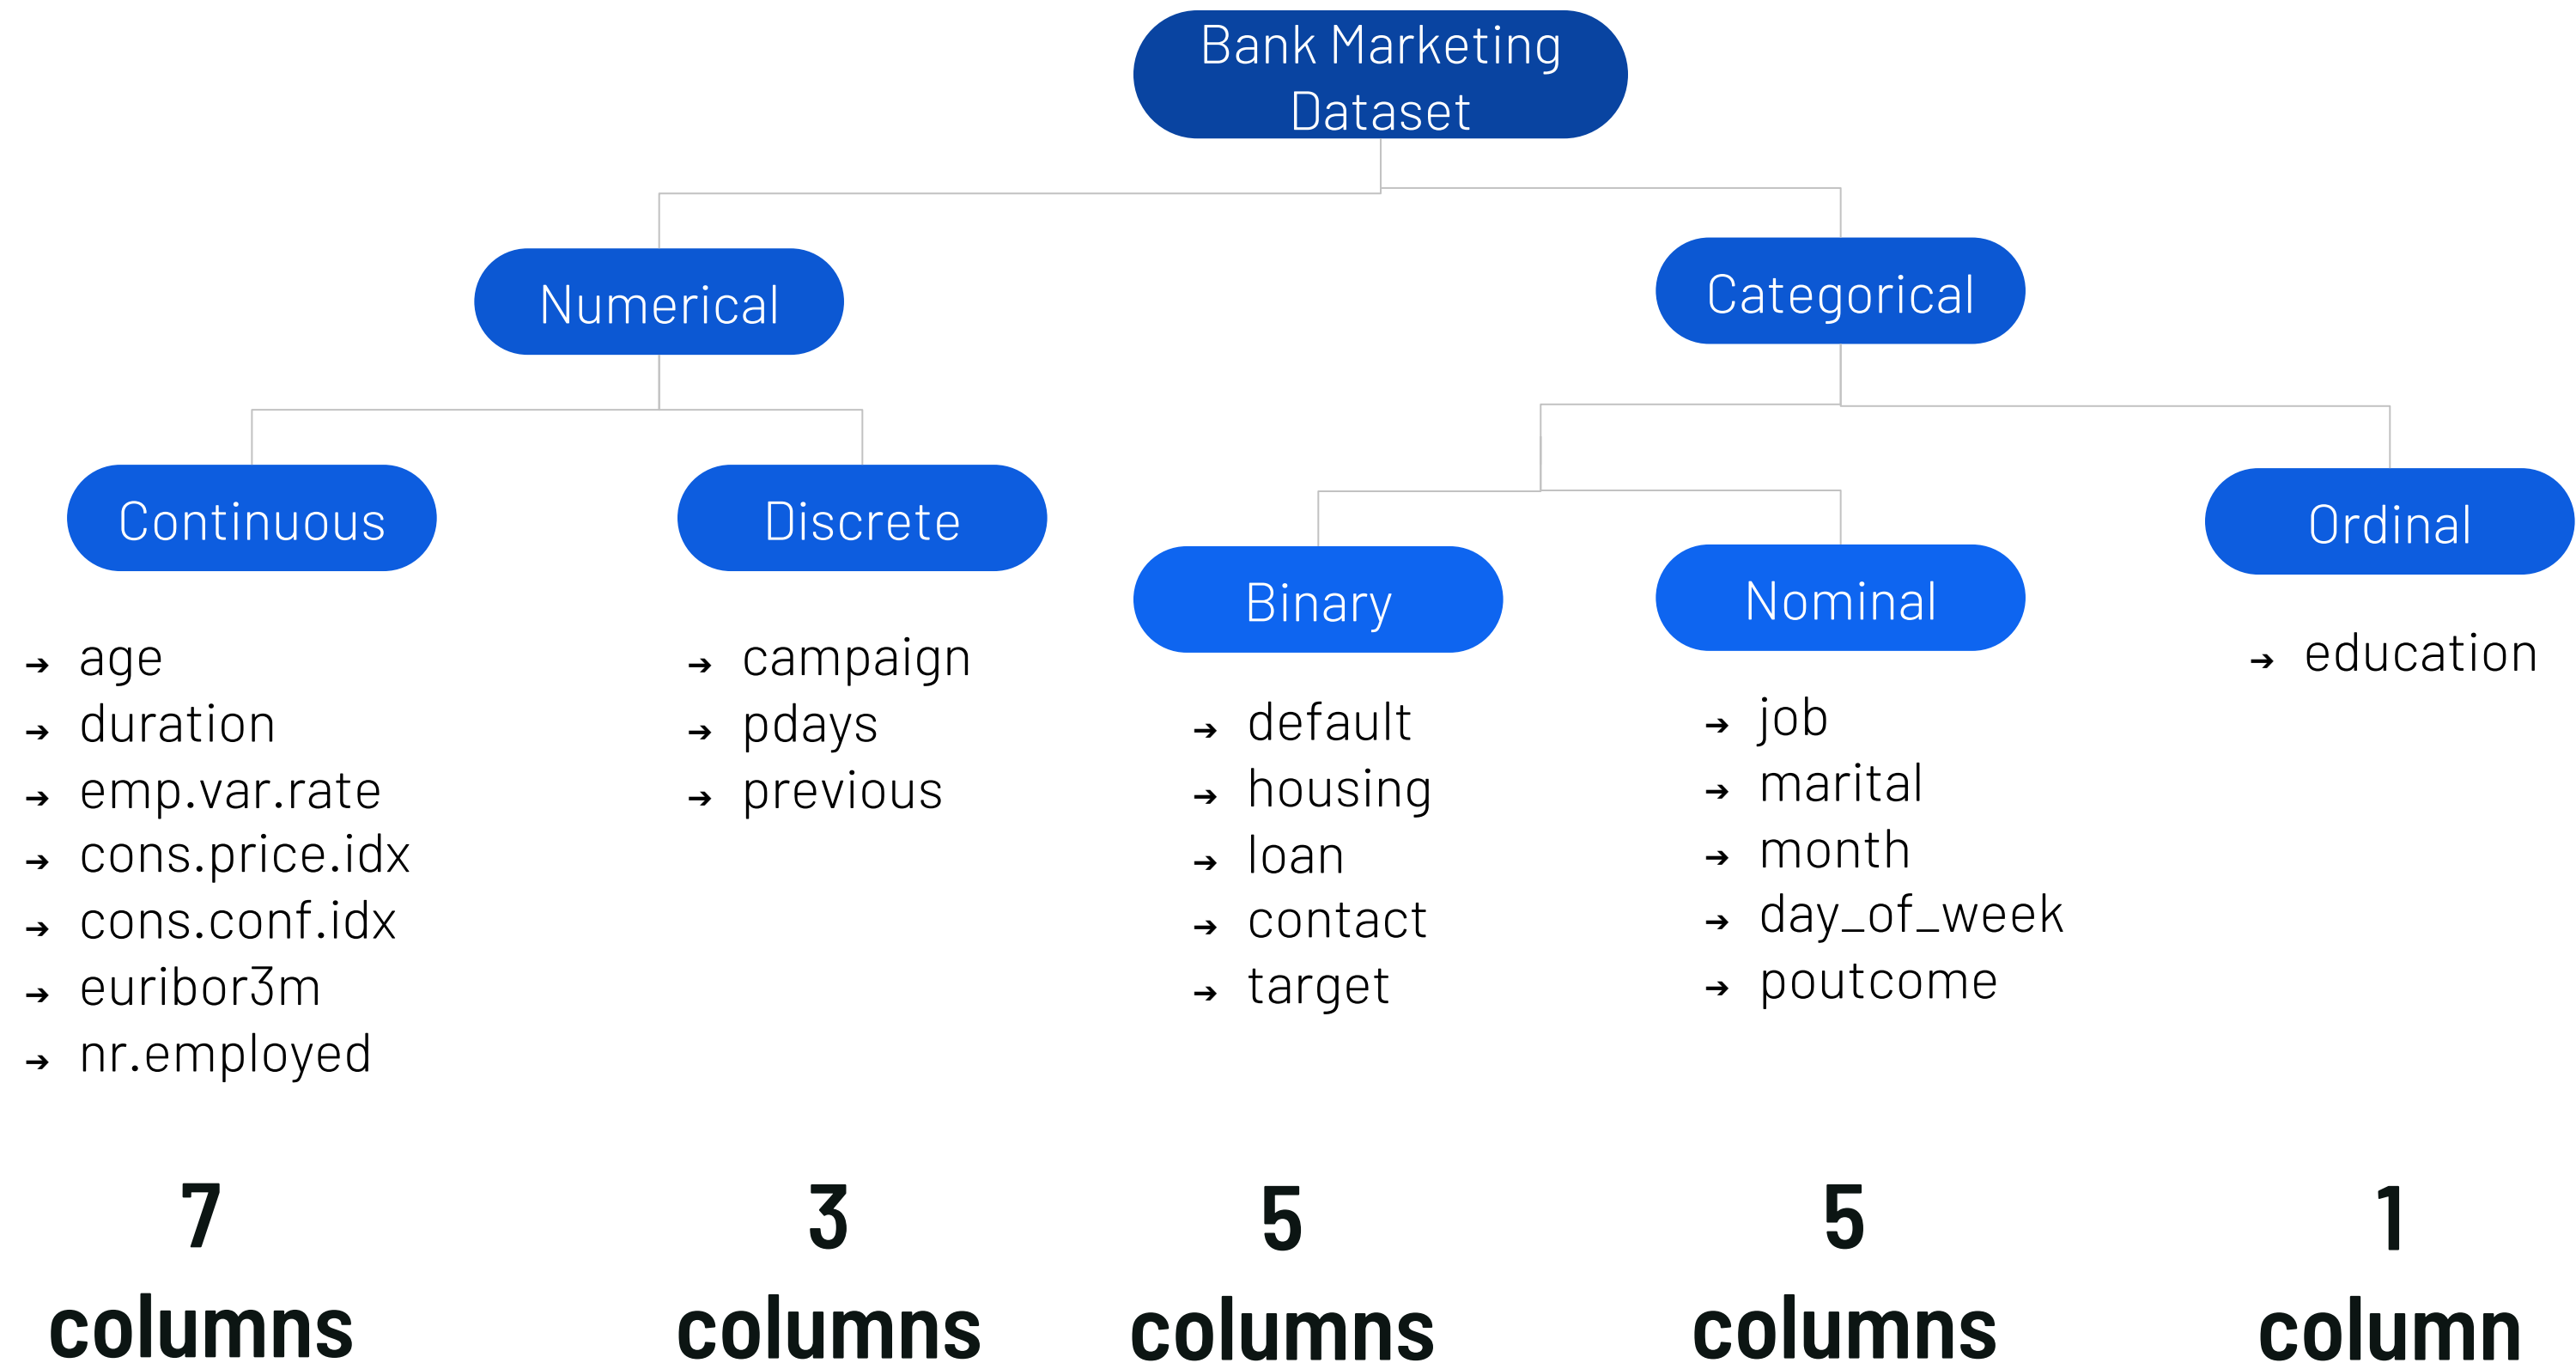 Bank Marketing
Dataset
Numerical
Categorical
Continuous
Discrete
Binary
Nominal
Ordinal
➔ age
➔ duration
➔ emp.var.rate
➔ cons.price.idx
➔ cons.conf.idx
➔ euribor3m
➔ nr.employed
➔ campaign
➔ pdays
➔ previous
➔ default
➔ housing
➔ loan
➔ contact
➔ target
➔ job
➔ marital
➔ month
➔ day_of_week
➔ poutcome
➔ education
7
columns
3
columns
5
columns
5
columns
1
column